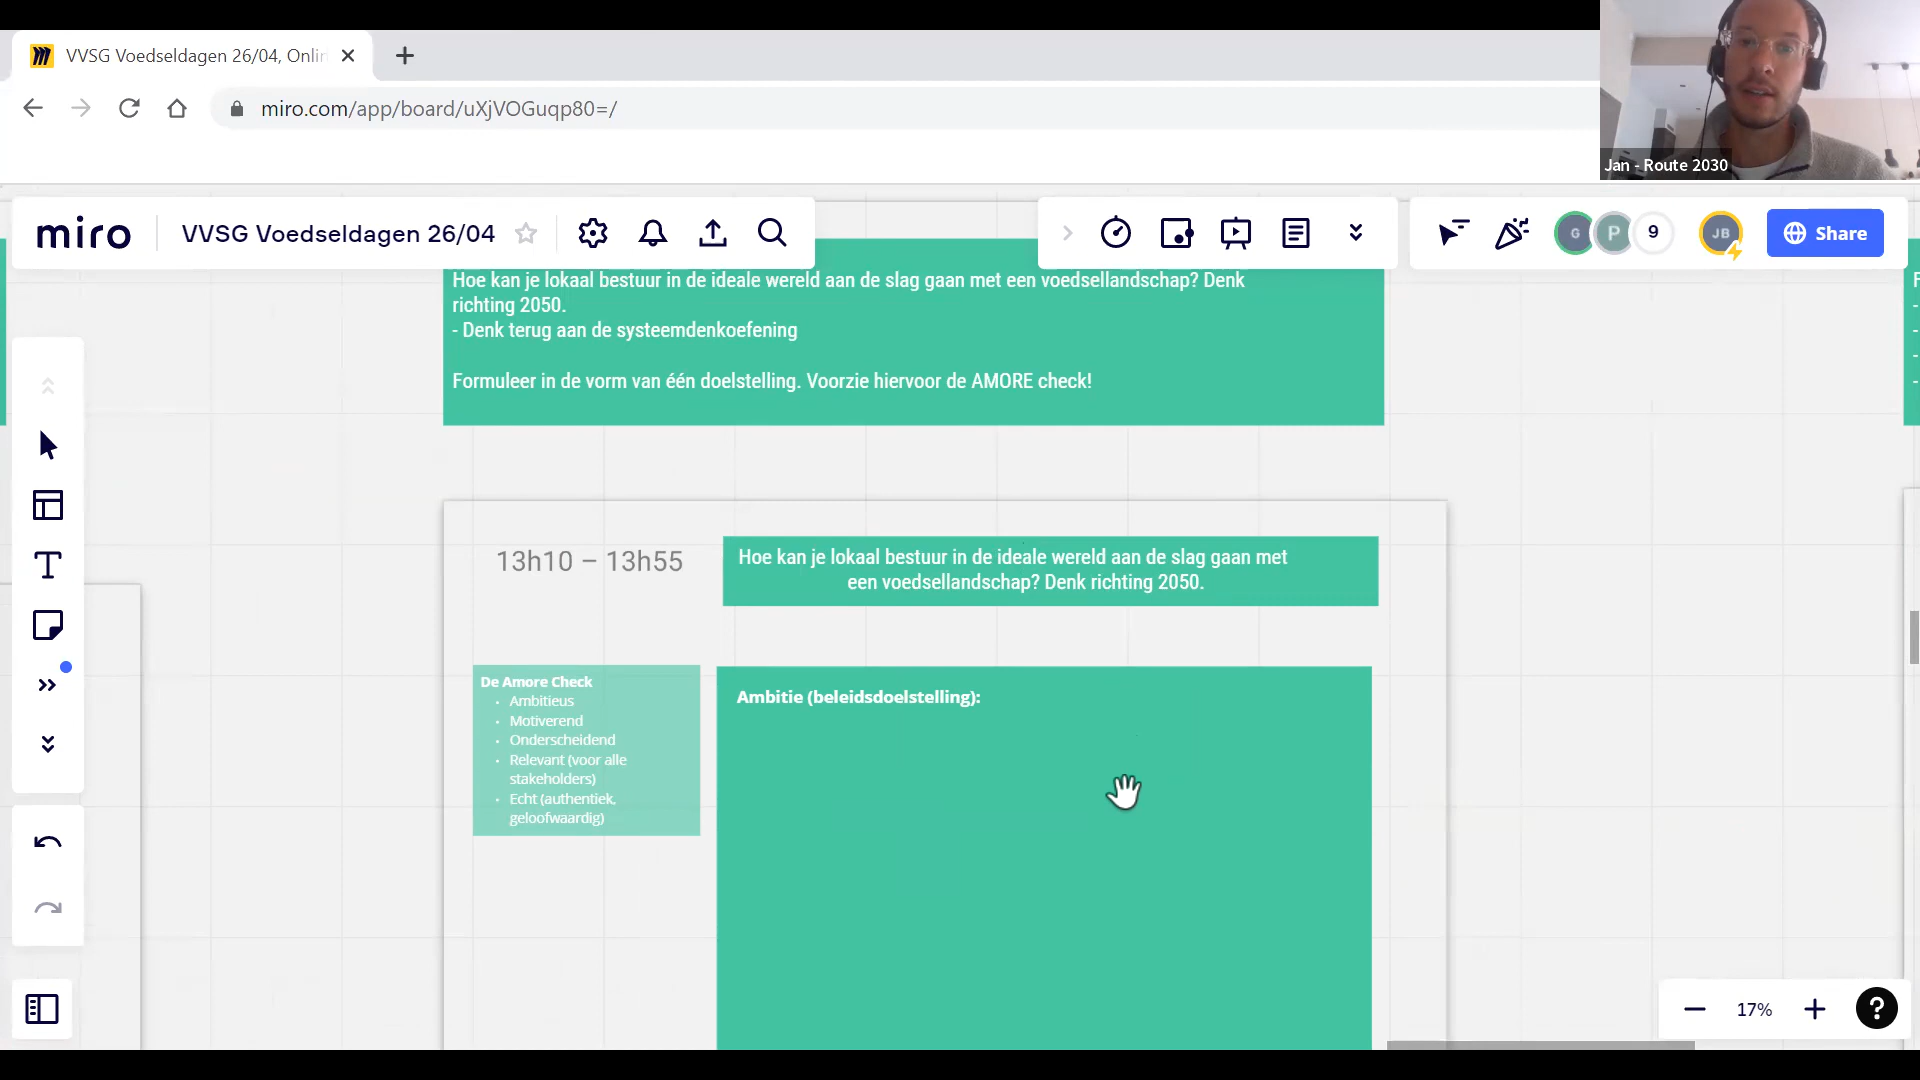 VVSG Voedseldagen 26/04, Onlin
miro.com/app/board/uXjVOGuqp80=/
Jan - Route 2030
miro
VVSG Voedseldagen 26/04
G
P
9
JB
Share
Hoe kan je lokaal bestuur in de ideale wereld aan de slag gaan met een voedsellandschap? Denk
richting 2050.
- Denk terug aan de systeemdenkoefening
Formuleer in de vorm van één doelstelling. Voorzie hiervoor de AMORE check!
13h10 – 13h55
Hoe kan je lokaal bestuur in de ideale wereld aan de slag gaan met
een voedsellandschap? Denk richting 2050.
De Amore Check
• Ambitieus
• Motiverend
• Onderscheidend
• Relevant (voor alle
stakeholders)
• Echt (authentiek,
geloofwaardig)
Ambitie (beleidsdoelstelling):
17%